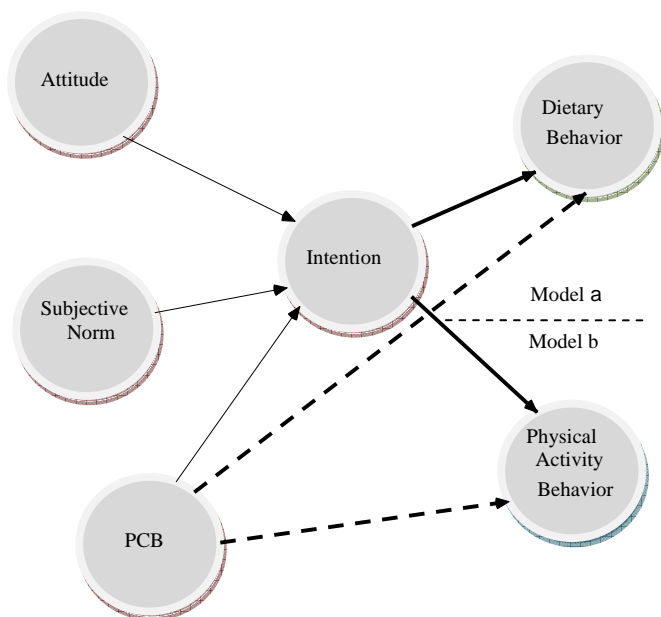 Attitude
Dietary
Behavior
Intention
Subjective
Norm
Model a
Model b
Physical
Activity
Behavior
PCB